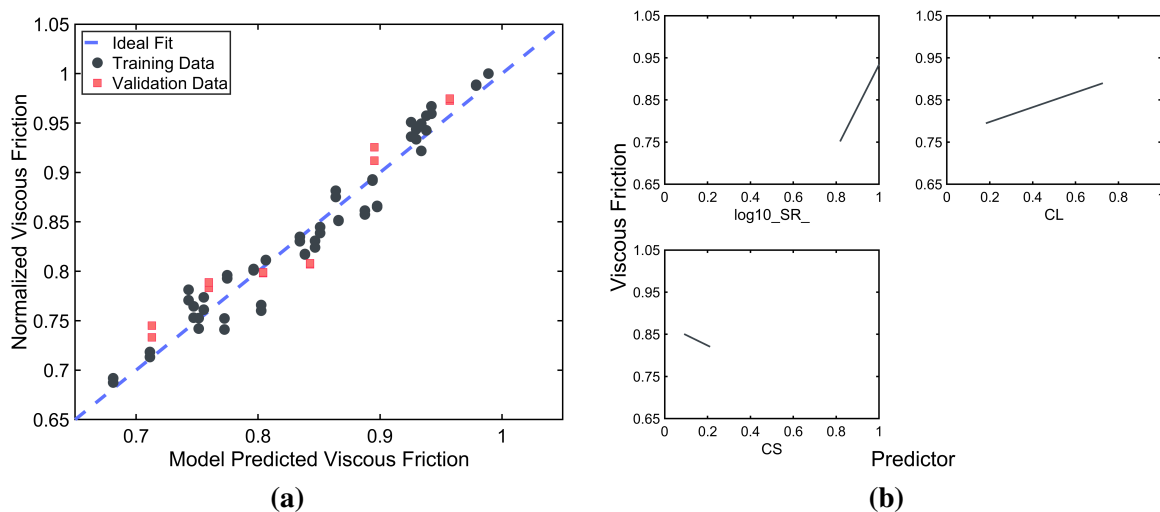 1.05
1
0.95
0.9
0.85
0.8
0.75
0.7
0.65
0.7
0.8
0.9
1
Normalized Viscous Friction
Model Predicted Viscous Friction
Ideal Fit
Training Data
Validation Data
(a)
Viscous Friction
1.05
0.95
0.85
0.75
0.65
0 0.2 0.4 0.6 0.8 1
log10_SR_
1.05
0.95
0.85
0.75
0.65
0 0.2 0.4 0.6 0.8 1
CL
1.05
0.95
0.85
0.75
0.65
0 0.2 0.4 0.6 0.8 1
CS
Predictor
(b)